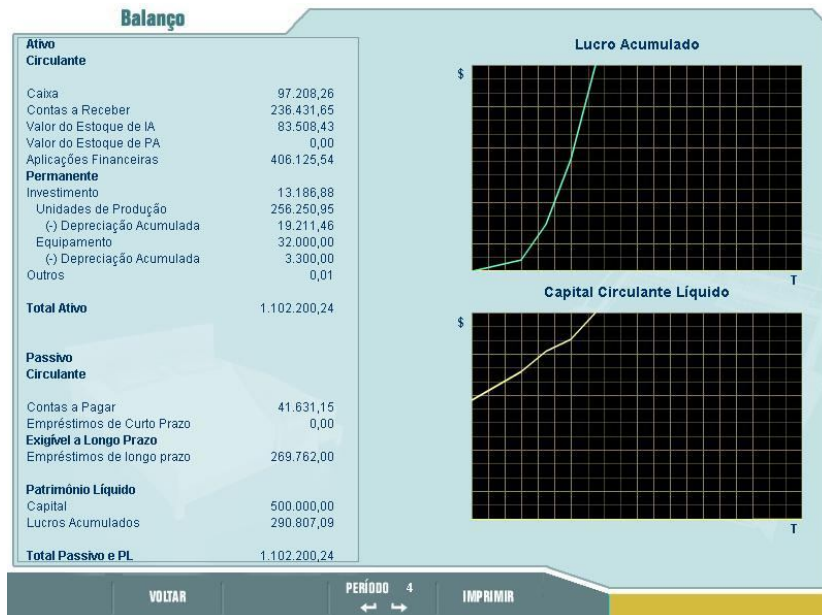 Balanço
Ativo
Circulante
Caixa 97.208,26
Contas a Receber 236.431,65
Valor do Estoque de IA 83.508,43
Valor do Estoque de PA 0,00
Aplicações Financeiras 406.125,54
Permanente
Investimento 13.186,88
Unidades de Produção 256.250,95
(-) Depreciação Acumulada 19.211,46
Equipamento 32.000,00
(-) Depreciação Acumulada 3.300,00
Outros 0,01
Total Ativo 1.102.200,24
Passivo
Circulante
Contas a Pagar 41.631,15
Empréstimos de Curto Prazo 0,00
Exigível a Longo Prazo
Empréstimos de longo prazo 269.762,00
Património Líquido
Capital 500.000,00
Lucros Acumulados 290.807,09
Total Passivo e PL 1.102.200,24
Lucro Acumulado
$
T
Capital Circulante Líquido
$
T
VOLTAR
PERÍODO 4
IMPRIMIR